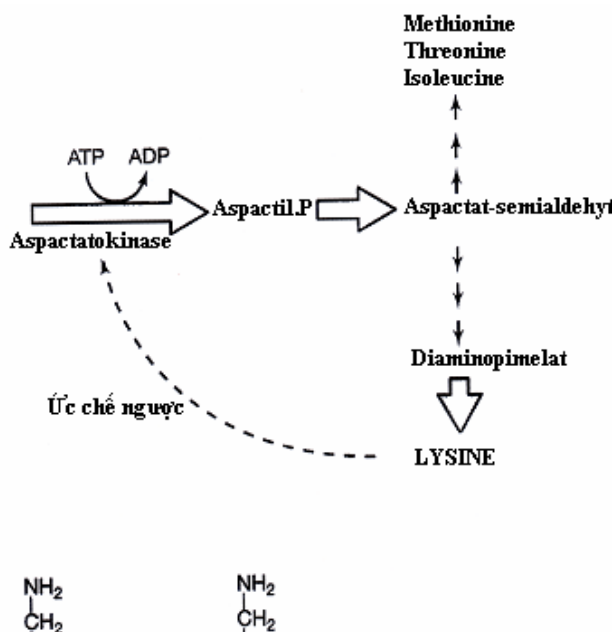 Methionine
Threonine
Isoleucine
ATP ADP
Aspactil.P
Aspactat-semialdehyt
Aspactatokinase
Diaminopimelat
Ức chế ngược
LYSINE
NH₂ NH₂
CH₂ CH₂